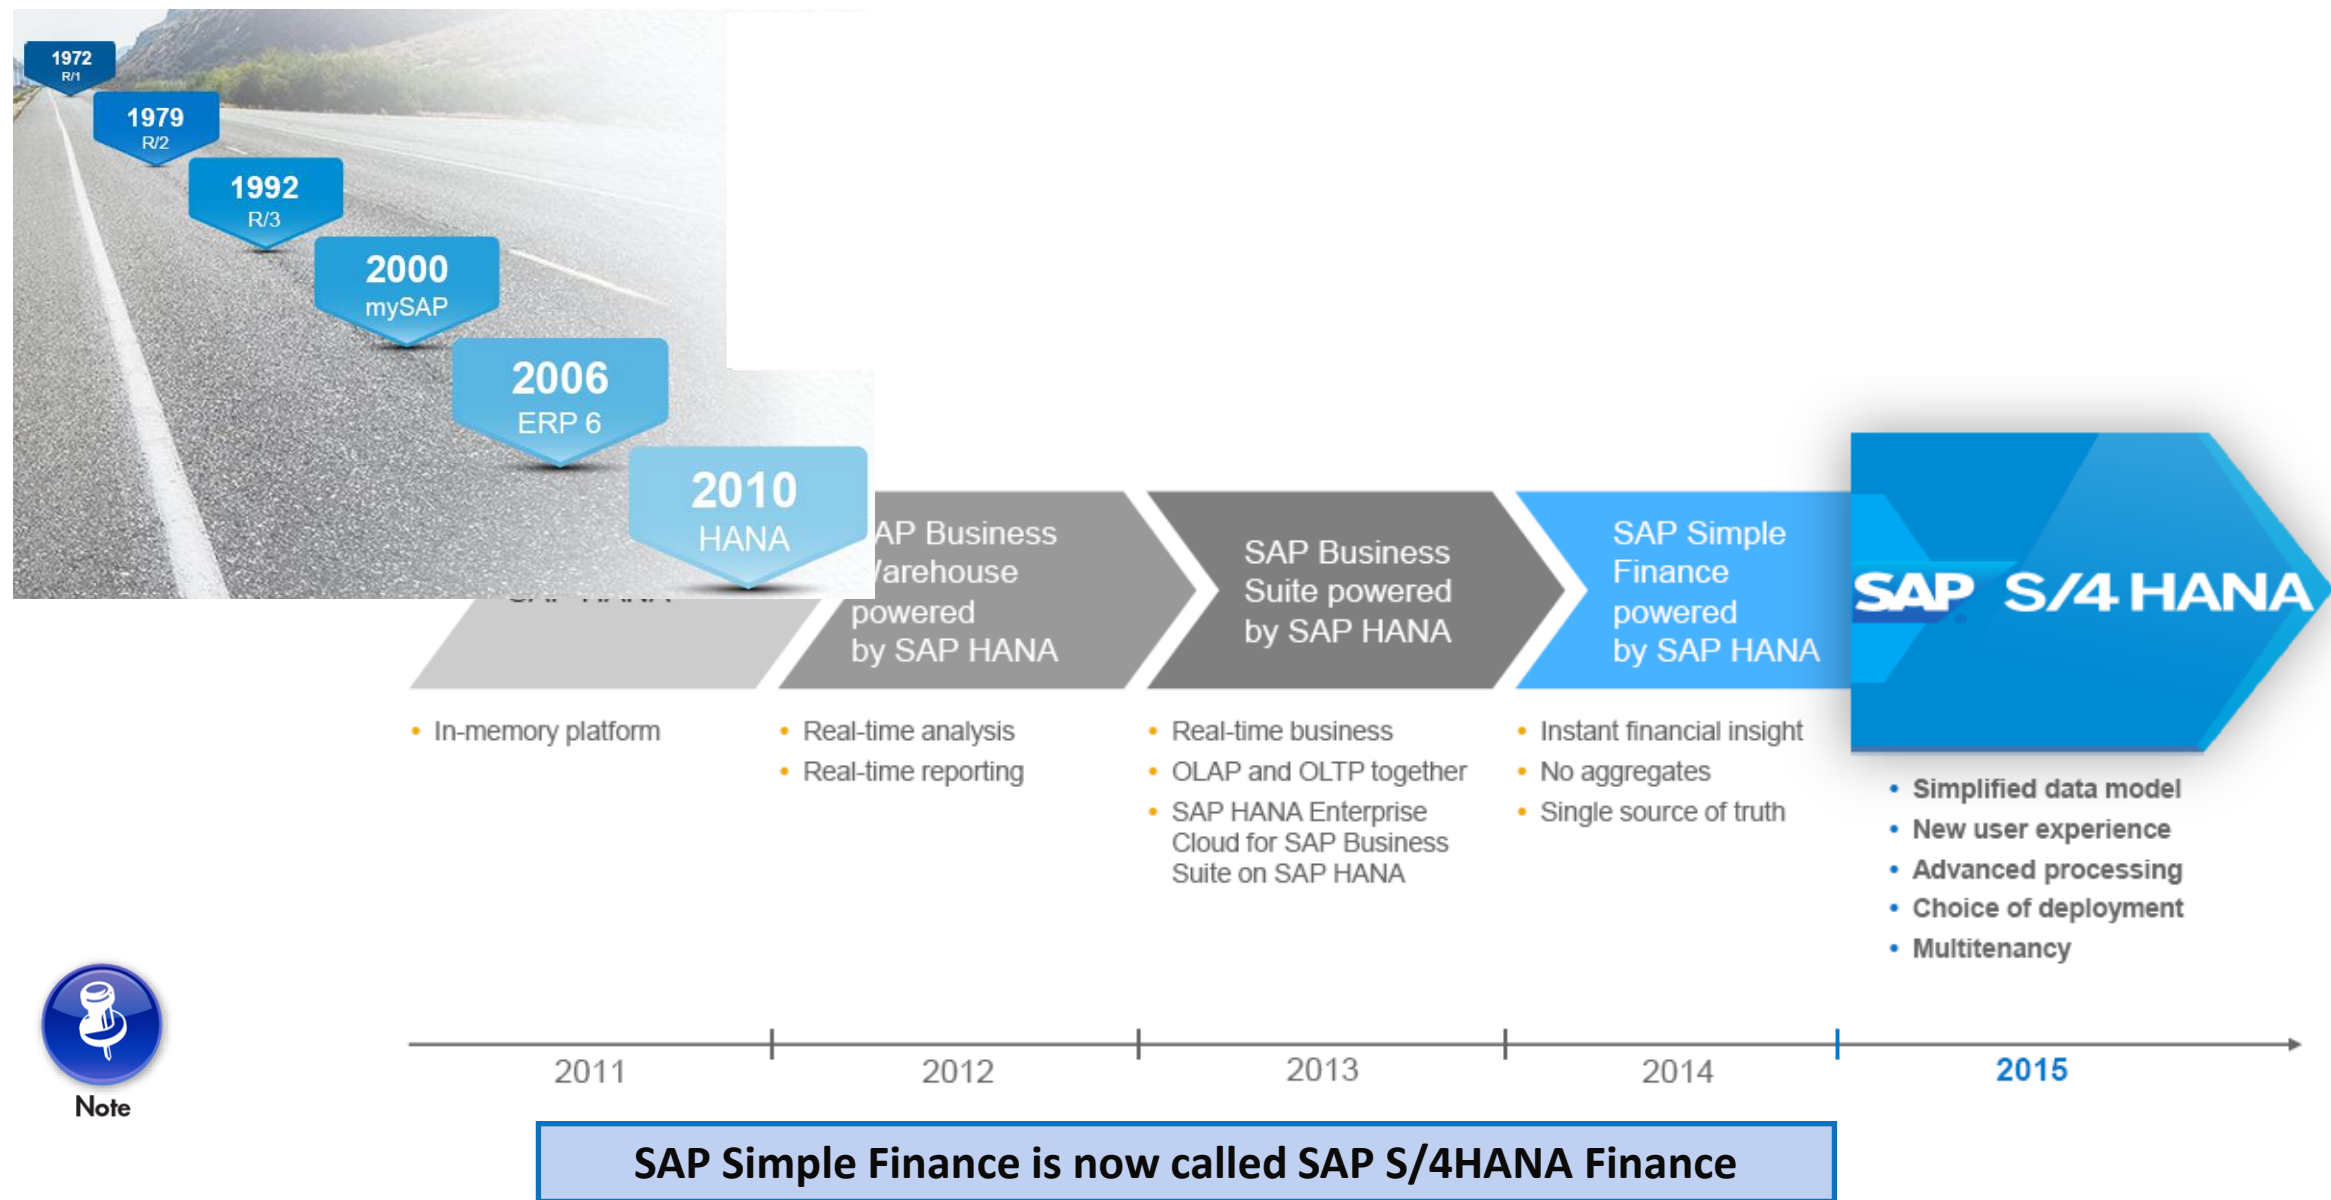 1972
R/1
1979
R/2
1992
R/3
2000
mySAP
2006
ERP 6
2010
HANA
AP Business
arehouse
powered
by SAP HANA
SAP Business
Suite powered
by SAP HANA
SAP Simple
Finance
powered
by SAP HANA
SAP S/4 HANA
• In-memory platform
• Real-time analysis
• Real-time reporting
• Real-time business
• OLAP and OLTP together
• SAP HANA Enterprise
Cloud for SAP Business
Suite on SAP HANA
• Instant financial insight
• No aggregates
• Single source of truth
• Simplified data model
• New user experience
• Advanced processing
• Choice of deployment
• Multitenancy
2011
2012
2013
2014
2015
Note
SAP Simple Finance is now called SAP S/4HANA Finance